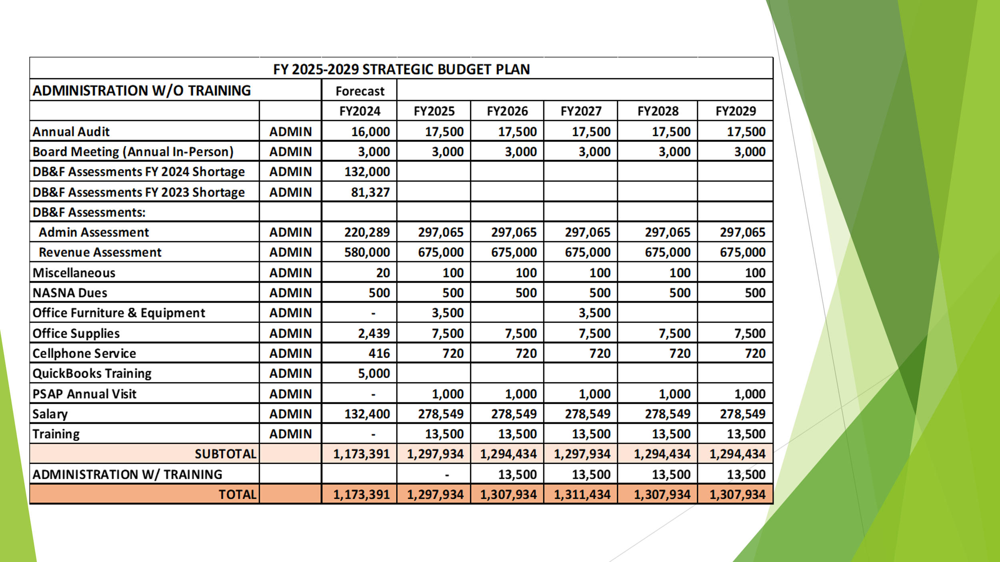 FY 2025-2029 STRATEGIC BUDGET PLAN
ADMINISTRATION W/O TRAINING Forecast
FY2024 FY2025 FY2026 FY2027 FY2028 FY2029
Annual Audit ADMIN 16,000 17,500 17,500 17,500 17,500 17,500
Board Meeting (Annual In-Person) ADMIN 3,000 3,000 3,000 3,000 3,000 3,000
DB&F Assessments FY 2024 Shortage ADMIN 132,000
DB&F Assessments FY 2023 Shortage ADMIN 81,327
DB&F Assessments:
Admin Assessment ADMIN 220,289 297,065 297,065 297,065 297,065 297,065
Revenue Assessment ADMIN 580,000 675,000 675,000 675,000 675,000 675,000
Miscellaneous ADMIN 20 100 100 100 100 100
NASNA Dues ADMIN 500 500 500 500 500 500
Office Furniture & Equipment ADMIN - 3,500 3,500
Office Supplies ADMIN 2,439 7,500 7,500 7,500 7,500 7,500
Cellphone Service ADMIN 416 720 720 720 720 720
QuickBooks Training ADMIN 5,000
PSAP Annual Visit ADMIN - 1,000 1,000 1,000 1,000 1,000
Salary ADMIN 132,400 278,549 278,549 278,549 278,549 278,549
Training ADMIN - 13,500 13,500 13,500 13,500 13,500
SUBTOTAL 1,173,391 1,297,934 1,294,434 1,297,934 1,294,434 1,294,434
ADMINISTRATION W/ TRAINING - 13,500 13,500 13,500 13,500
TOTAL 1,173,391 1,297,934 1,307,934 1,311,434 1,307,934 1,307,934